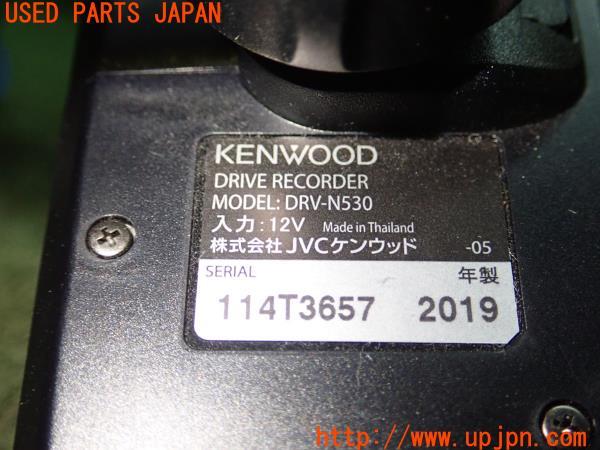 USED PARTS JAPAN
KENWOOD
DRIVE RECORDER
MODEL: DRV-N530
入力:12V Made in Thailand
株式会社JVCケンウッド -05
SERIAL 年製
114T3657 2019
http://www.upjpn.com